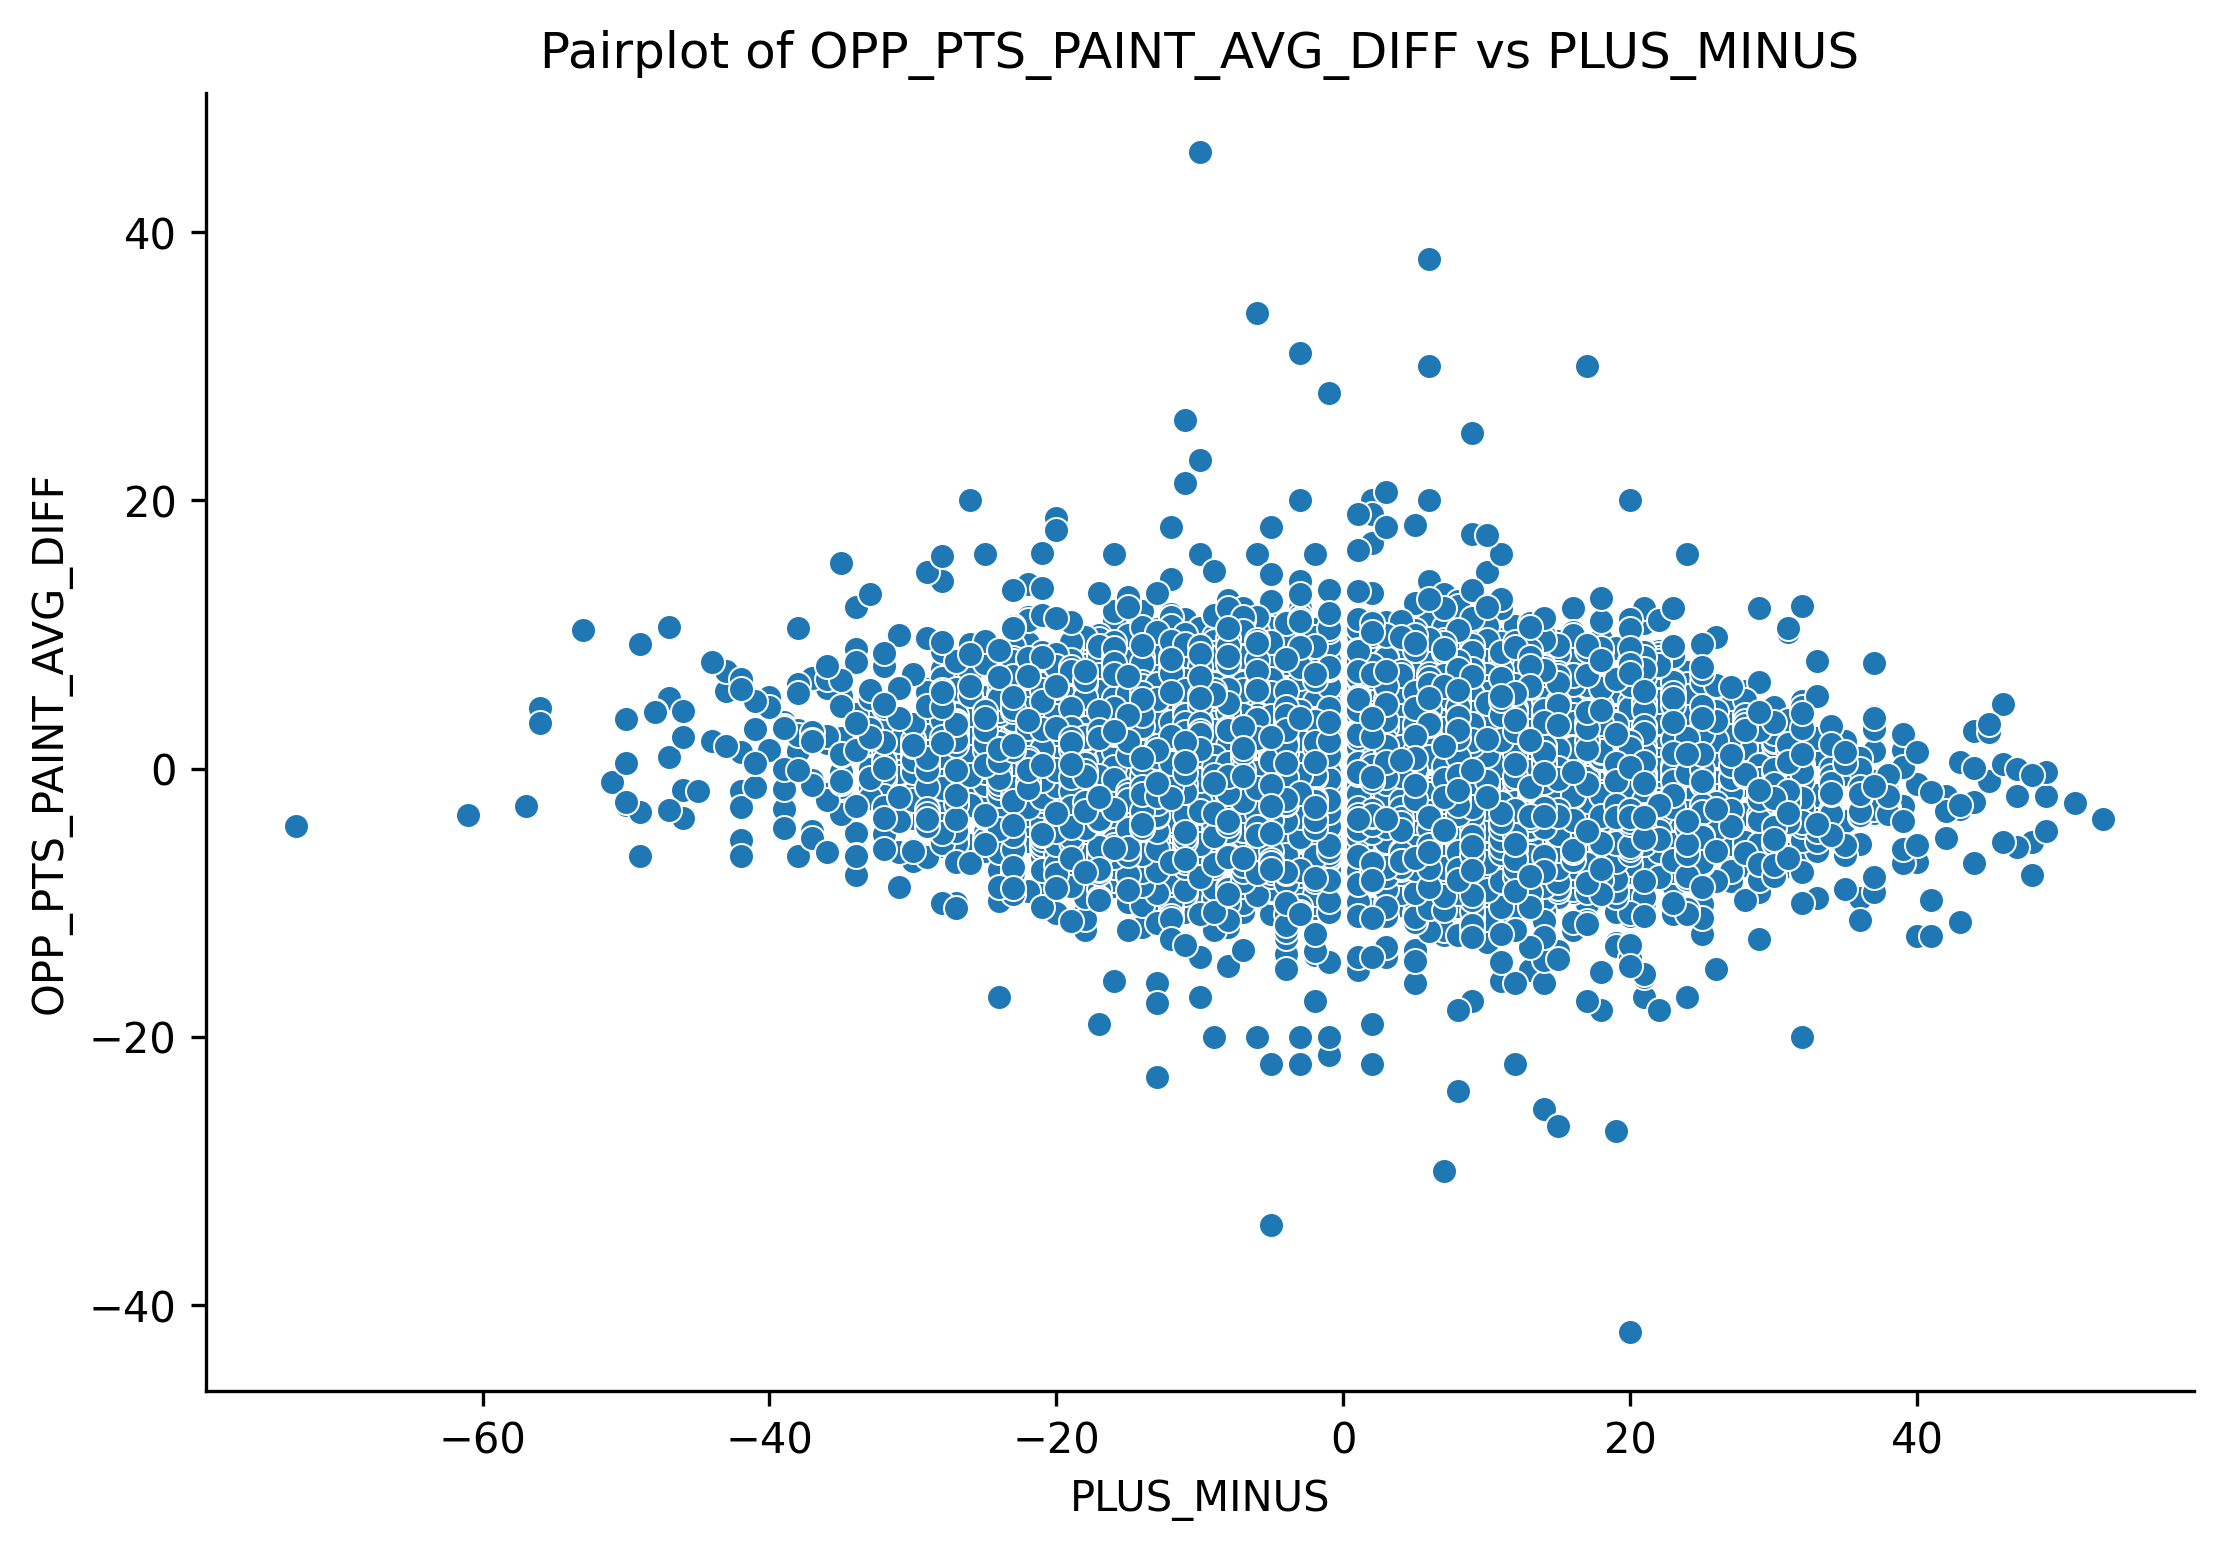 Pairplot of OPP_PTS_PAINT_AVG_DIFF vs PLUS_MINUS
40
20
0
−20
−40
OPP_PTS_PAINT_AVG_DIFF
−60 −40 −20 0 20 40
PLUS_MINUS